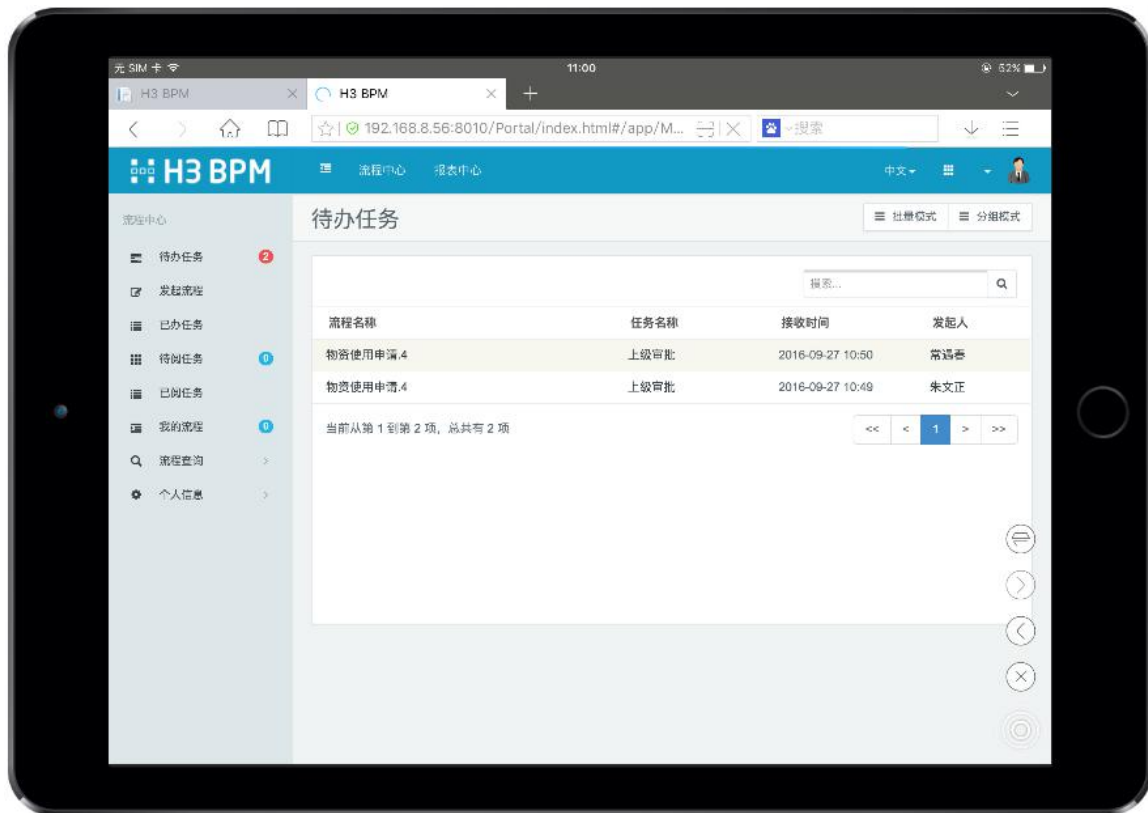 无 SIM 卡
11:00
62%
H3 BPM
H3 BPM
192.168.8.56:8010/Portal/index.html#/app/M...
搜索
H3 BPM
流程中心
报表中心
中文
流程中心
待办任务
批量模式
分组模式
待办任务 2
发起流程
已办任务
待阅任务 0
已阅任务
我的流程 0
流程查询
个人信息
搜索...
流程名称 任务名称 接收时间 发起人
物资使用申请.4 上级审批 2016-09-27 10:50 常遇春
物资使用申请.4 上级审批 2016-09-27 10:49 朱文正
当前从第 1 到第 2 项，总共有 2 项
<< < 1 > >>